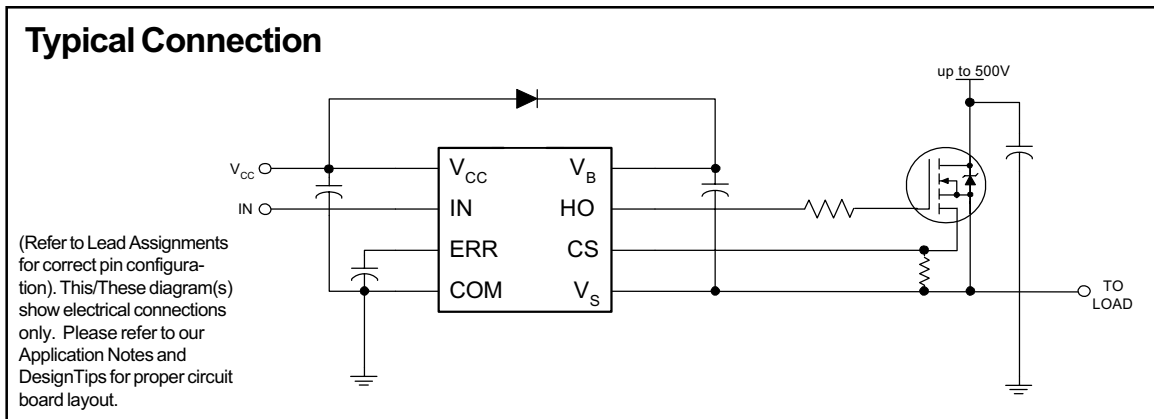 Typical Connection
up to 500V
VCC
VCC
VB
IN
IN
HO
ERR
CS
COM
VS
TO
LOAD
(Refer to Lead Assignments
for correct pin configura-
tion). This/These diagram(s)
show electrical connections
only. Please refer to our
Application Notes and
DesignTips for proper circuit
board layout.